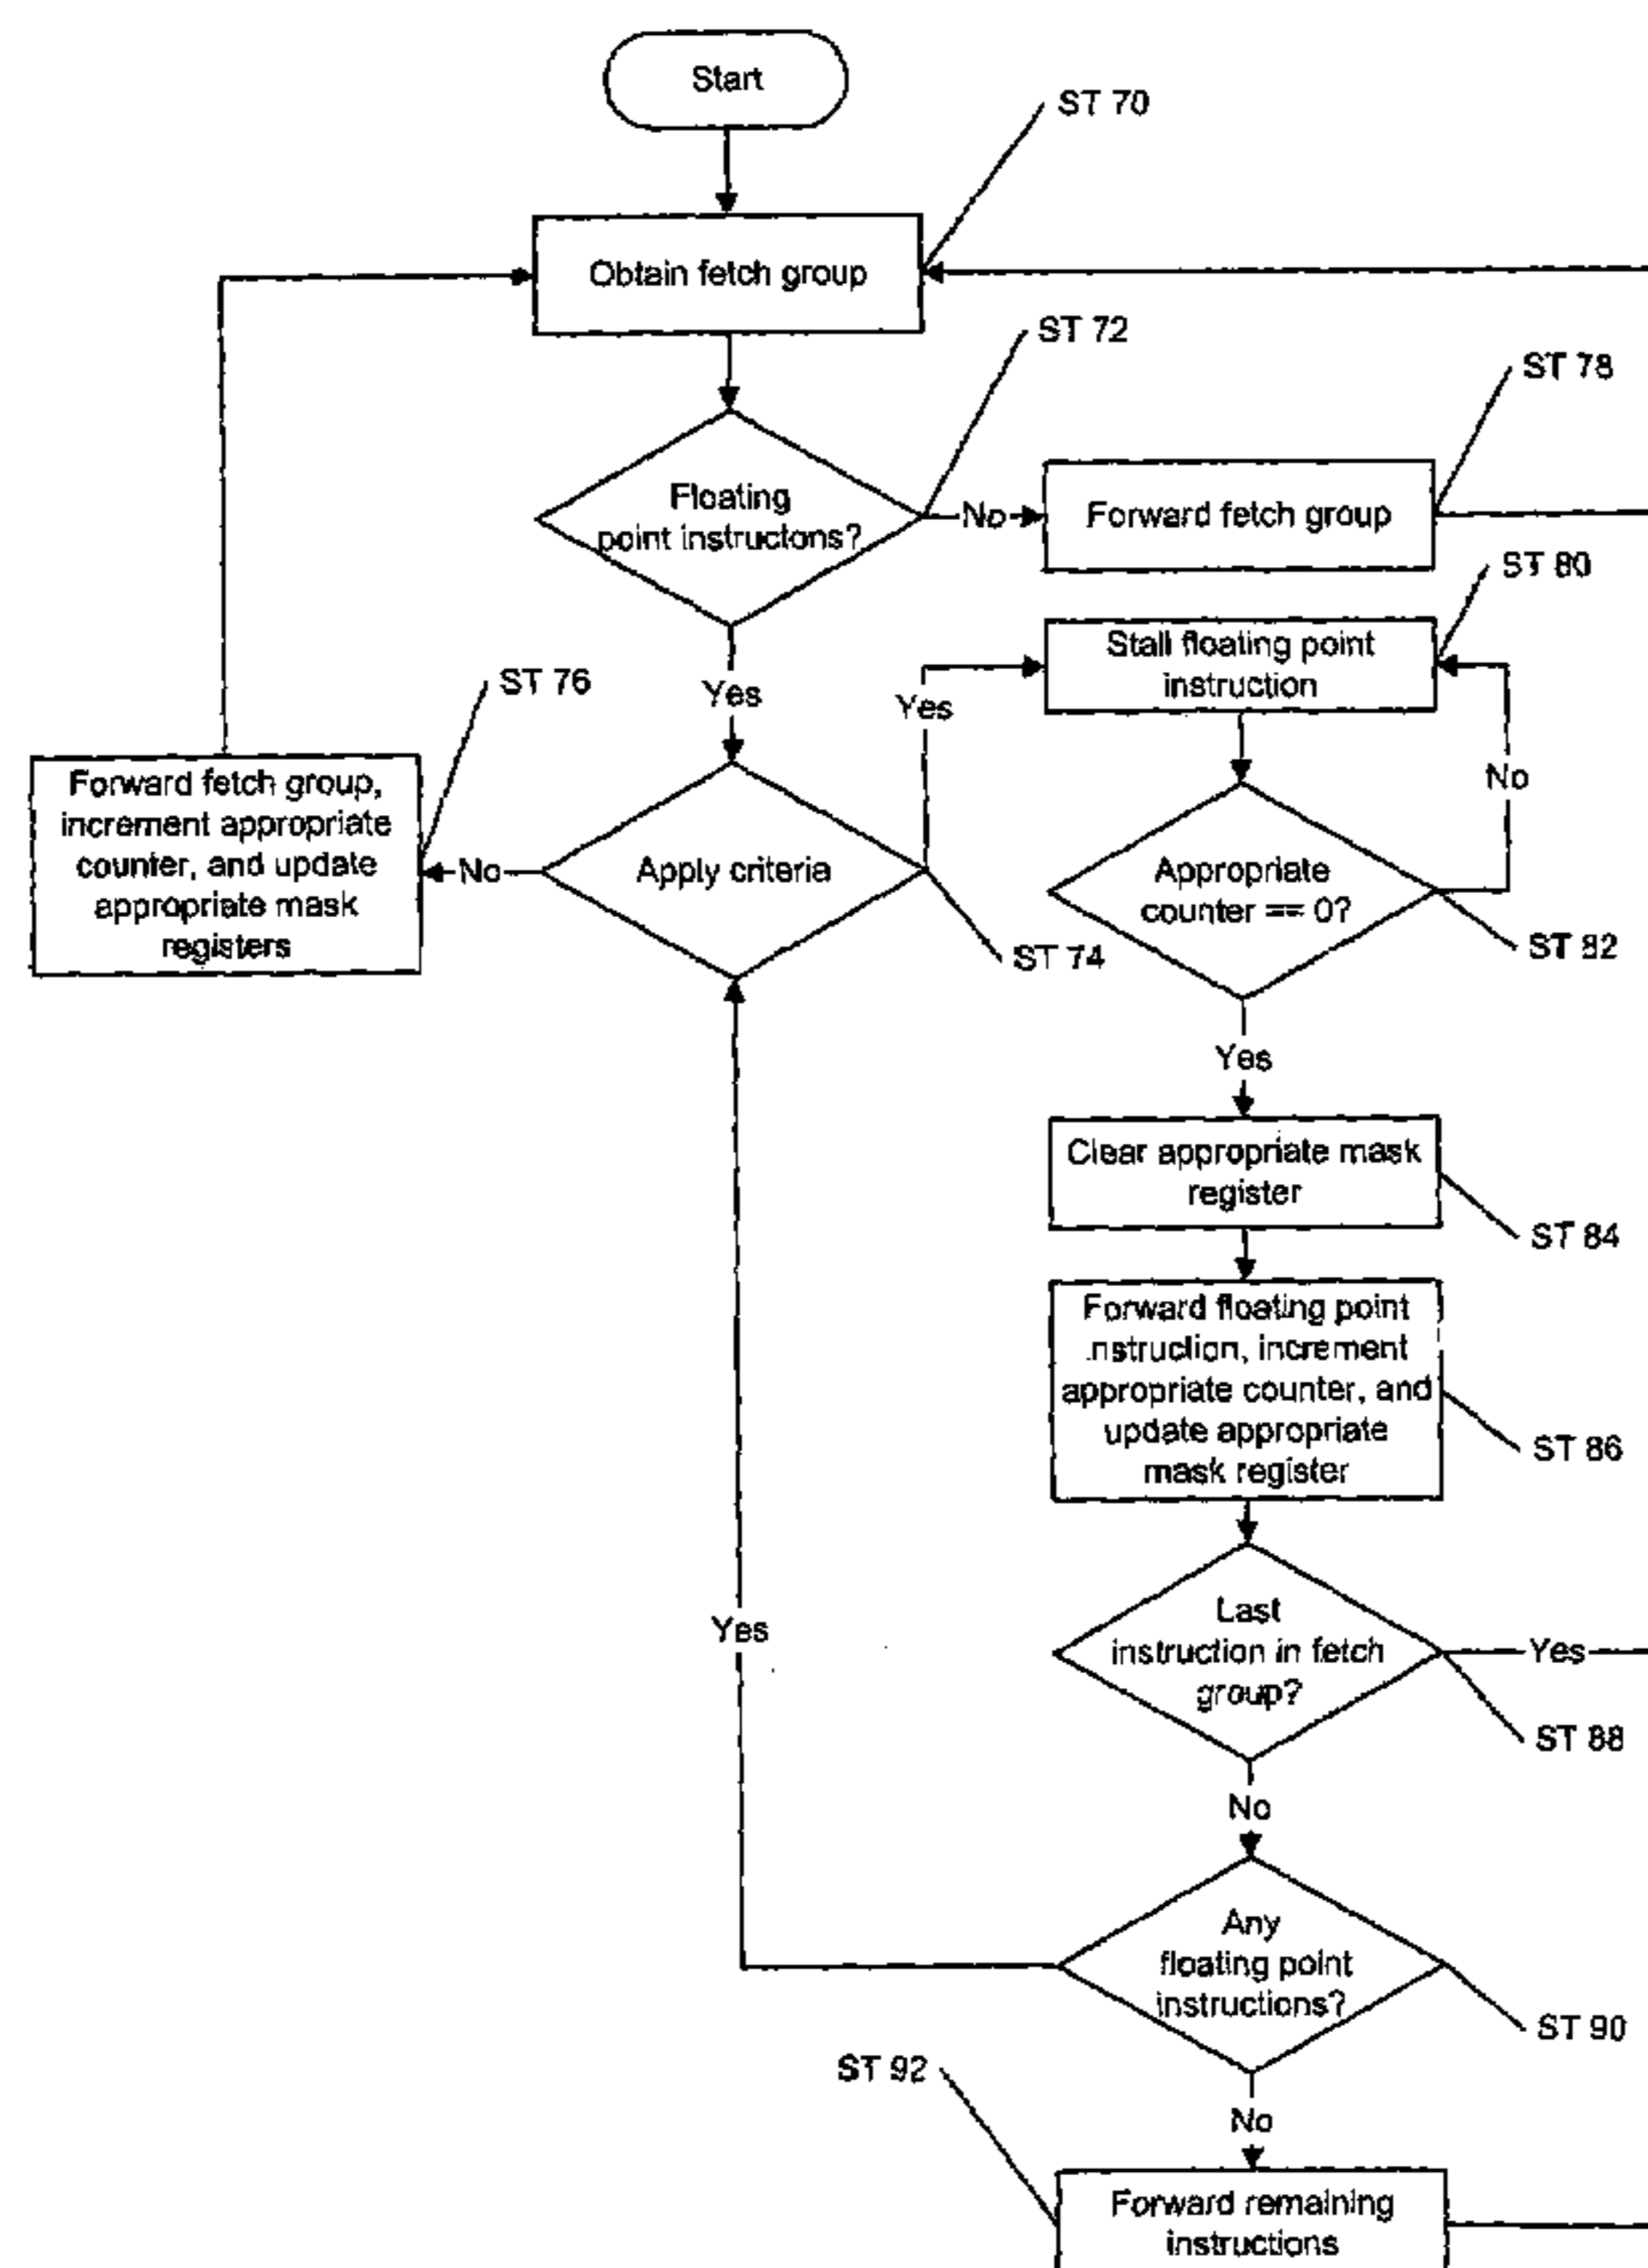 Start
ST 70
Obtain fetch group
ST 72
ST 78
Floating
point instructons?
No
Forward fetch group
ST 80
Stall floating point
instruction
Yes
Yes
ST 76
No
Forward fetch group,
increment appropriate
counter, and update
appropriate mask
registers
No
Apply criteria
Appropriate
counter == 0?
ST 74
ST 82
Yes
Clear appropriate mask
register
ST 84
Forward floating point
nstruction, increment
appropriate counter, and
update appropriate
mask register
ST 86
Yes
Last
instruction in fetch
group?
Yes
ST 88
No
Any
floating point
instructions?
ST 90
ST 92
No
Forward remaining
instructions